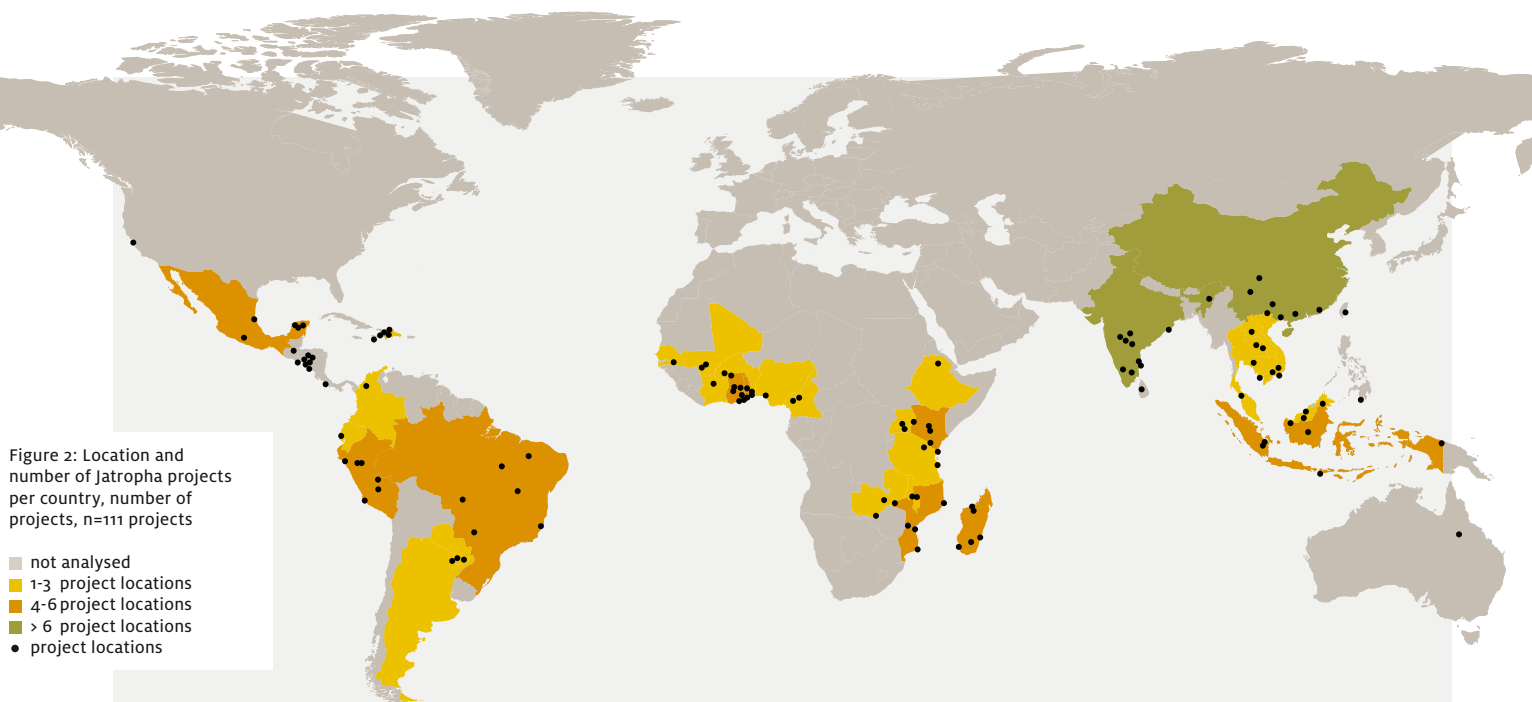 Figure 2: Location and
number of Jatropha projects
per country, number of
projects, n=111 projects
not analysed
1-3 project locations
4-6 project locations
> 6 project locations
project locations